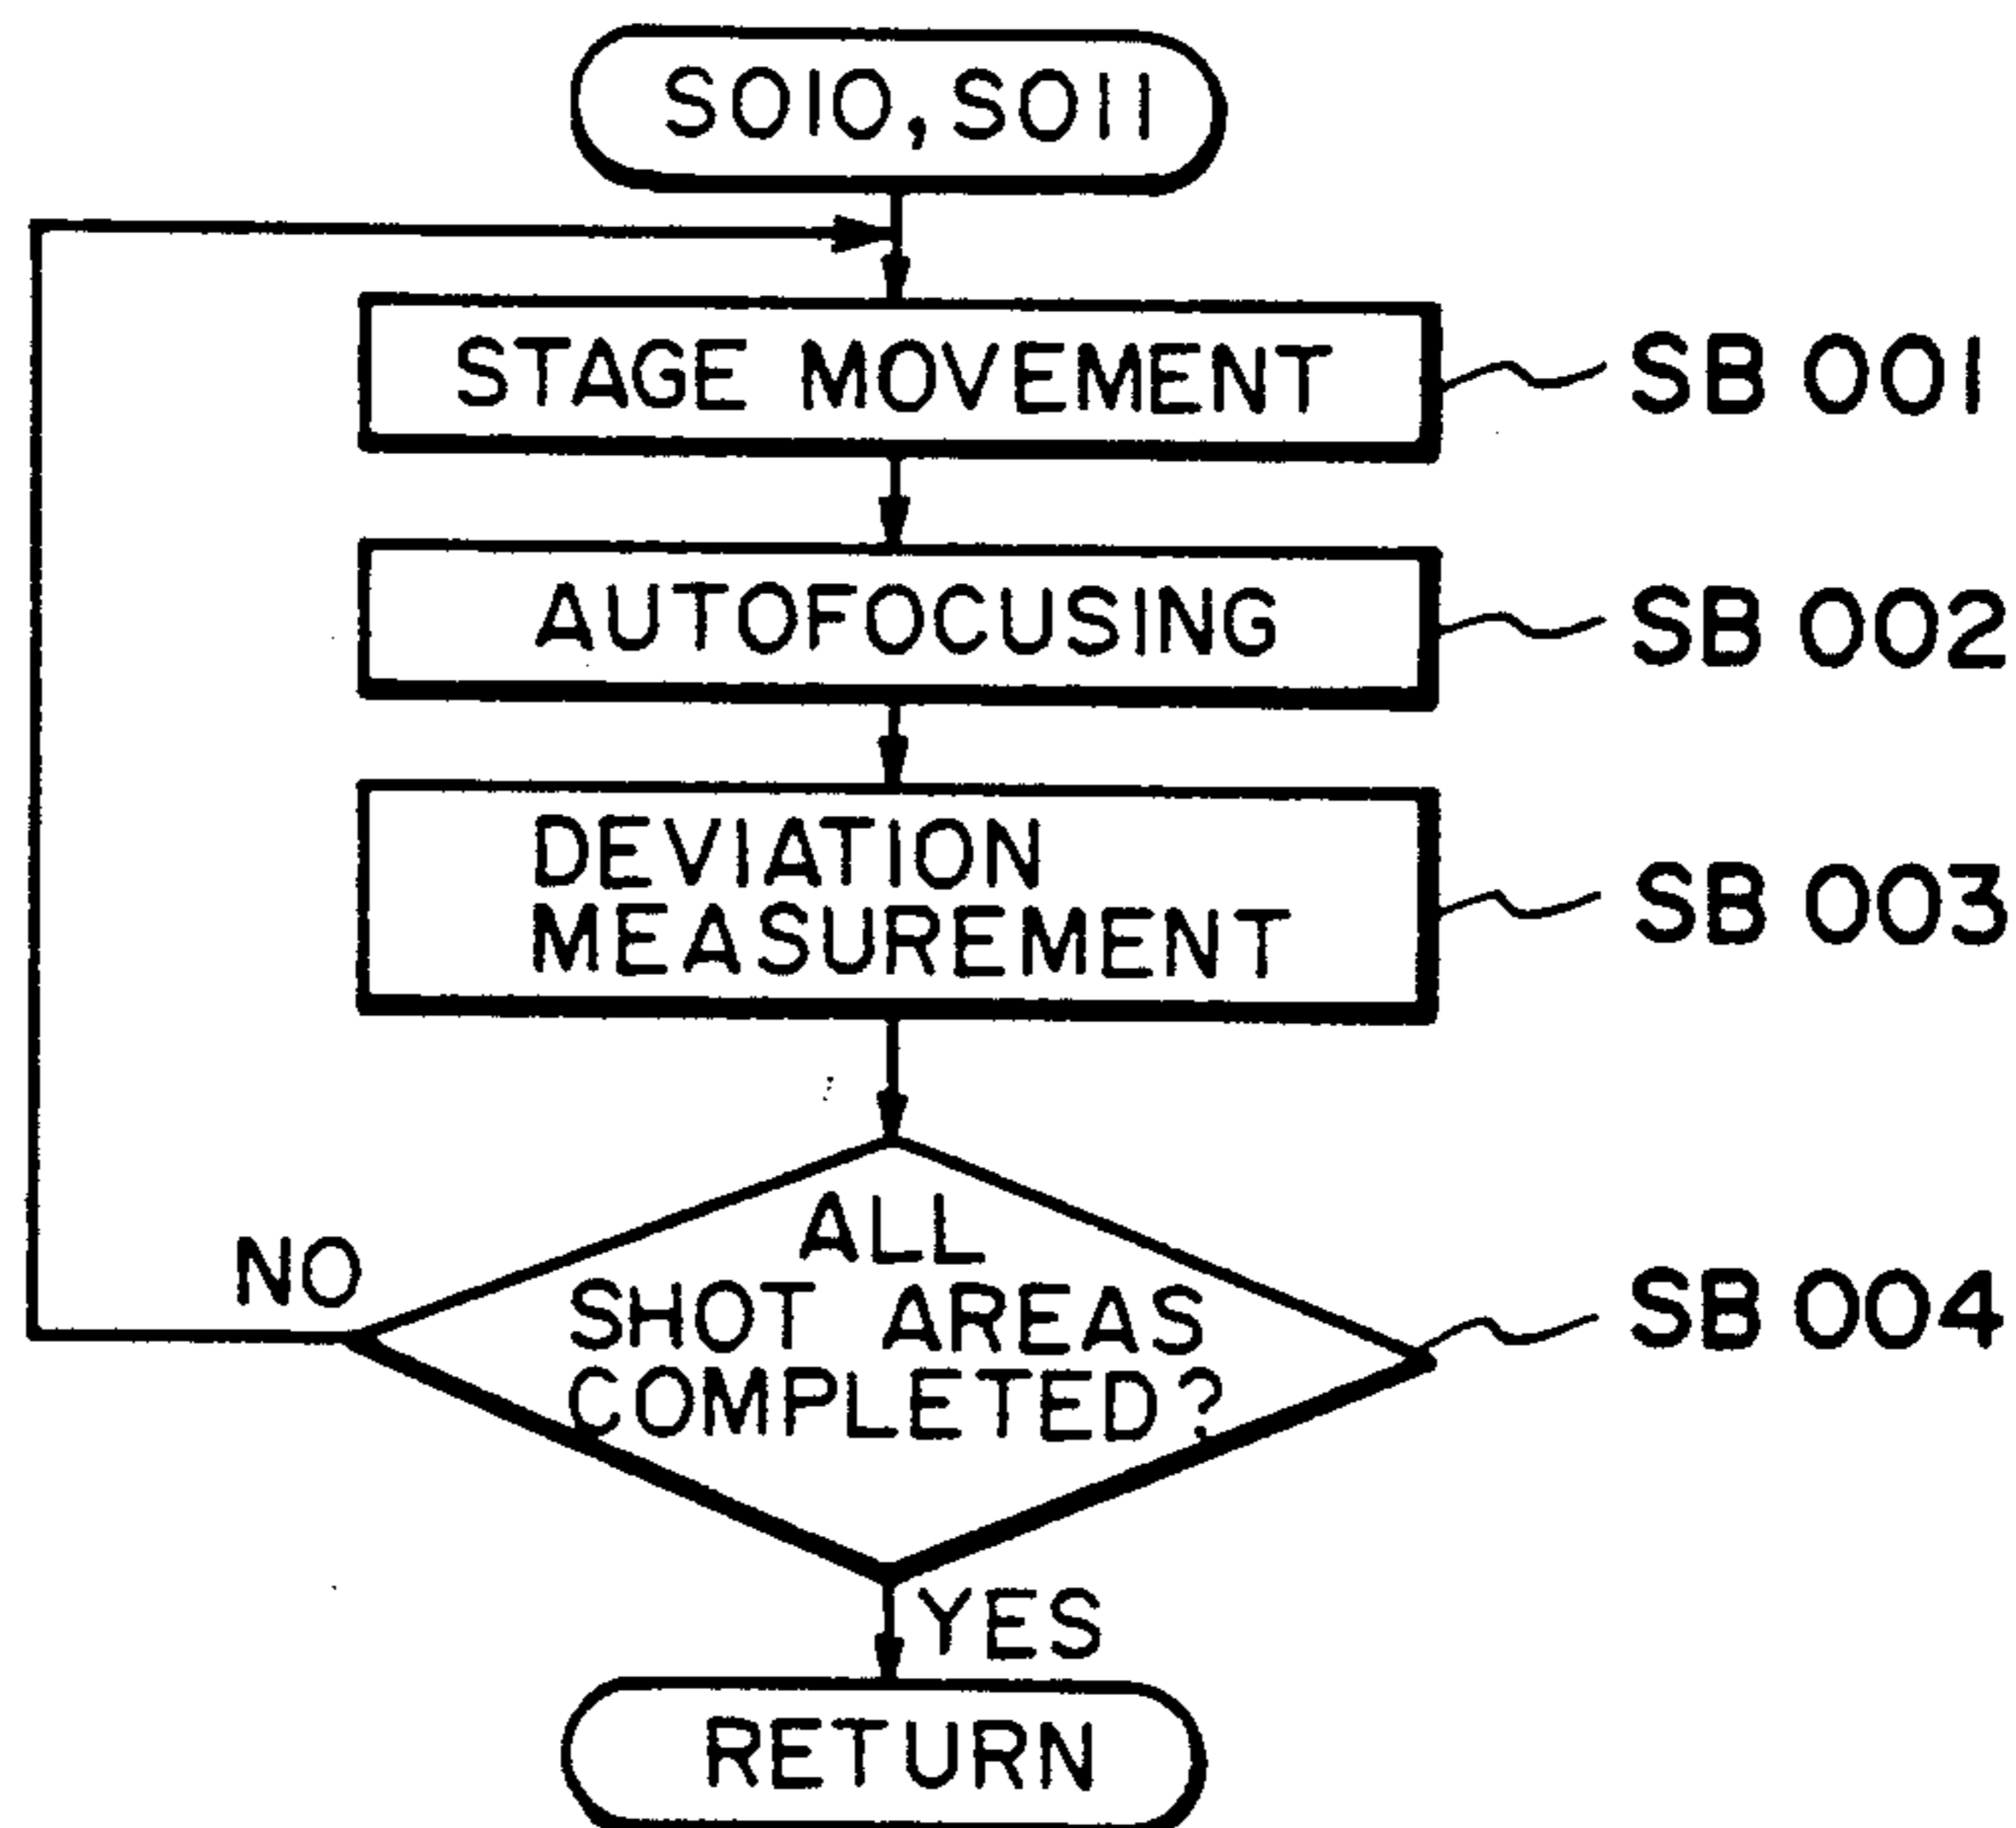 S010, S011
STAGE MOVEMENT
SB 001
AUTOFOCUSING
SB 002
DEVIATION
MEASUREMENT
SB 003
ALL
SHOT AREAS
COMPLETED?
SB 004
NO
YES
RETURN